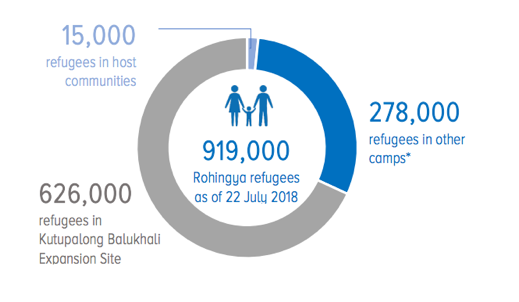 15,000
refugees in host
communities
278,000
refugees in other
camps*
919,000
Rohingya refugees
as of 22 July 2018
626,000
refugees in
Kutupalong Balukhali
Expansion Site